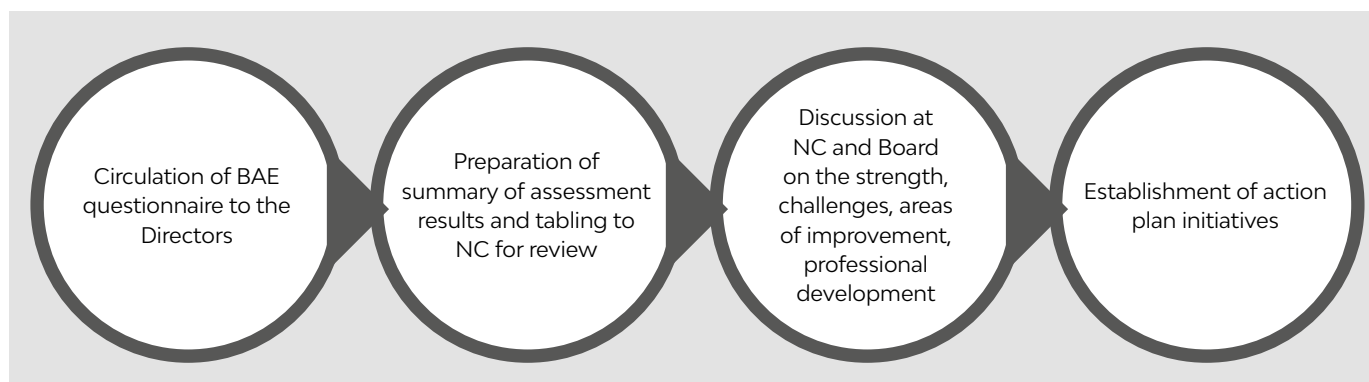 Circulation of BAE
questionnaire to the
Directors
Preparation of
summary of assessment
results and tabling to
NC for review
Discussion at
NC and Board
on the strength,
challenges, areas
of improvement,
professional
development
Establishment of action
plan initiatives